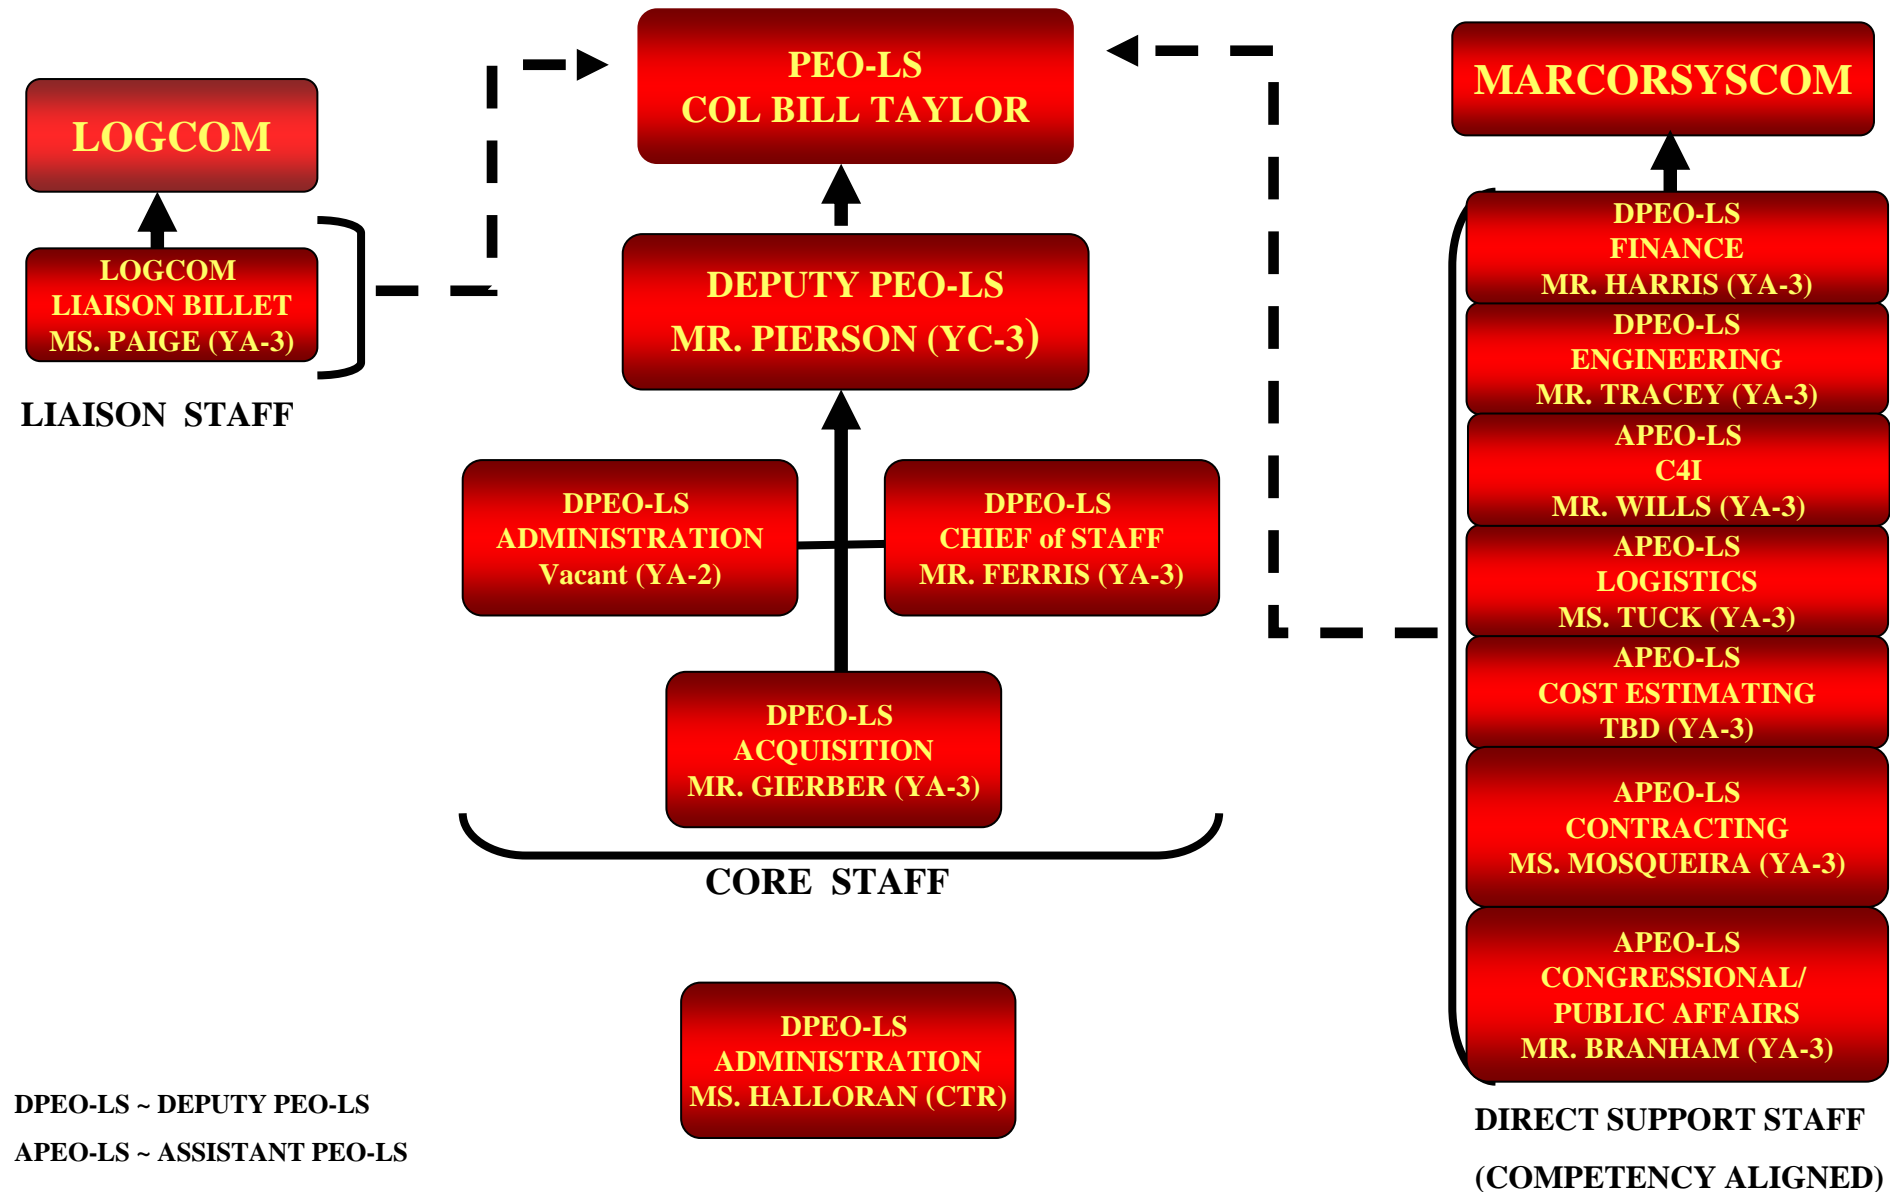 LOGCOM
LOGCOM
LIAISON BILLET
MS. PAIGE (YA-3)
LIAISON STAFF
PEO-LS
COL BILL TAYLOR
DEPUTY PEO-LS
MR. PIERSON (YC-3)
DPEO-LS
ADMINISTRATION
Vacant (YA-2)
DPEO-LS
CHIEF of STAFF
MR. FERRIS (YA-3)
DPEO-LS
ACQUISITION
MR. GIERBER (YA-3)
CORE STAFF
DPEO-LS
ADMINISTRATION
MS. HALLORAN (CTR)
MARCORSYSCOM
DPEO-LS
FINANCE
MR. HARRIS (YA-3)
DPEO-LS
ENGINEERING
MR. TRACEY (YA-3)
APEO-LS
C4I
MR. WILLS (YA-3)
APEO-LS
LOGISTICS
MS. TUCK (YA-3)
APEO-LS
COST ESTIMATING
TBD (YA-3)
APEO-LS
CONTRACTING
MS. MOSQUEIRA (YA-3)
APEO-LS
CONGRESSIONAL/
PUBLIC AFFAIRS
MR. BRANHAM (YA-3)
DIRECT SUPPORT STAFF
(COMPETENCY ALIGNED)
DPEO-LS ~ DEPUTY PEO-LS
APEO-LS ~ ASSISTANT PEO-LS